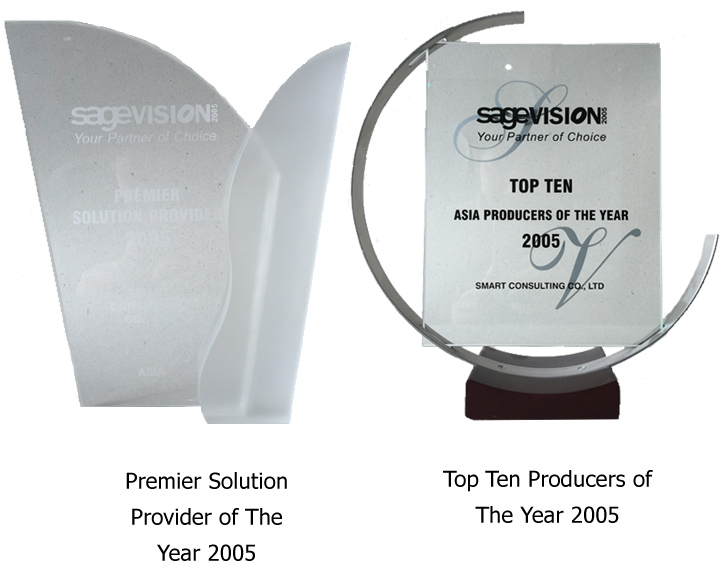 sageVISION 2005
Your Partner of Choice
PREMIER
SOLUTION PROVIDER
2005
ASIA
sageVISION 2005
Your Partner of Choice
TOP TEN
ASIA PRODUCERS OF THE YEAR
2005
SMART CONSULTING CO., LTD
Premier Solution
Provider of The
Year 2005
Top Ten Producers of
The Year 2005